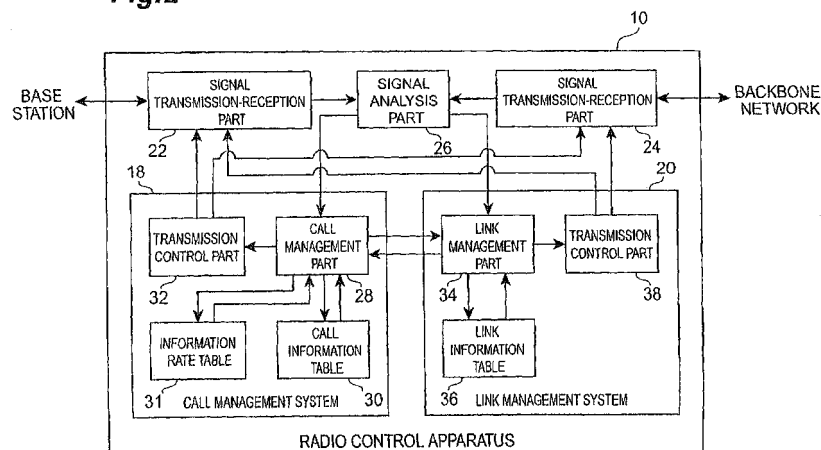 10
BASE
STATION
SIGNAL
TRANSMISSION-RECEPTION
PART
22
SIGNAL
ANALYSIS
PART
26
SIGNAL
TRANSMISSION-RECEPTION
PART
24
BACKBONE
NETWORK
18
20
TRANSMISSION
CONTROL PART
32
CALL
MANAGEMENT
PART
28
LINK
MANAGEMENT
PART
34
TRANSMISSION
CONTROL PART
38
INFORMATION
RATE TABLE
31
CALL
INFORMATION
TABLE
30
LINK
INFORMATION
TABLE
36
CALL MANAGEMENT SYSTEM
LINK MANAGEMENT SYSTEM
RADIO CONTROL APPARATUS